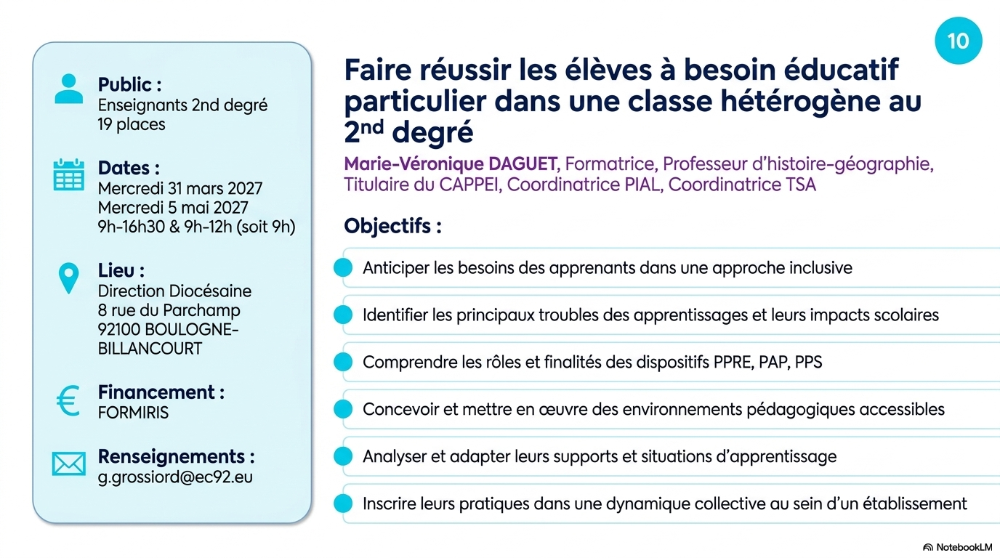 10
Public :
Enseignants 2nd degré
19 places
Dates :
Mercredi 31 mars 2027
Mercredi 5 mai 2027
9h-16h30 & 9h-12h (soit 9h)
Lieu :
Direction Diocésaine
8 rue du Parchamp
92100 BOULOGNE-
BILLANCOURT
Financement :
FORMIRIS
Renseignements :
g.grossiord@ec92.eu
Faire réussir les élèves à besoin éducatif
particulier dans une classe hétérogène au
2nd degré
Marie-Véronique DAGUET, Formatrice, Professeur d'histoire-géographie,
Titulaire du CAPPEI, Coordinatrice PIAL, Coordinatrice TSA
Objectifs :
Anticiper les besoins des apprenants dans une approche inclusive
Identifier les principaux troubles des apprentissages et leurs impacts scolaires
Comprendre les rôles et finalités des dispositifs PPRE, PAP, PPS
Concevoir et mettre en œuvre des environnements pédagogiques accessibles
Analyser et adapter leurs supports et situations d'apprentissage
Inscrire leurs pratiques dans une dynamique collective au sein d'un établissement
NotebookLM